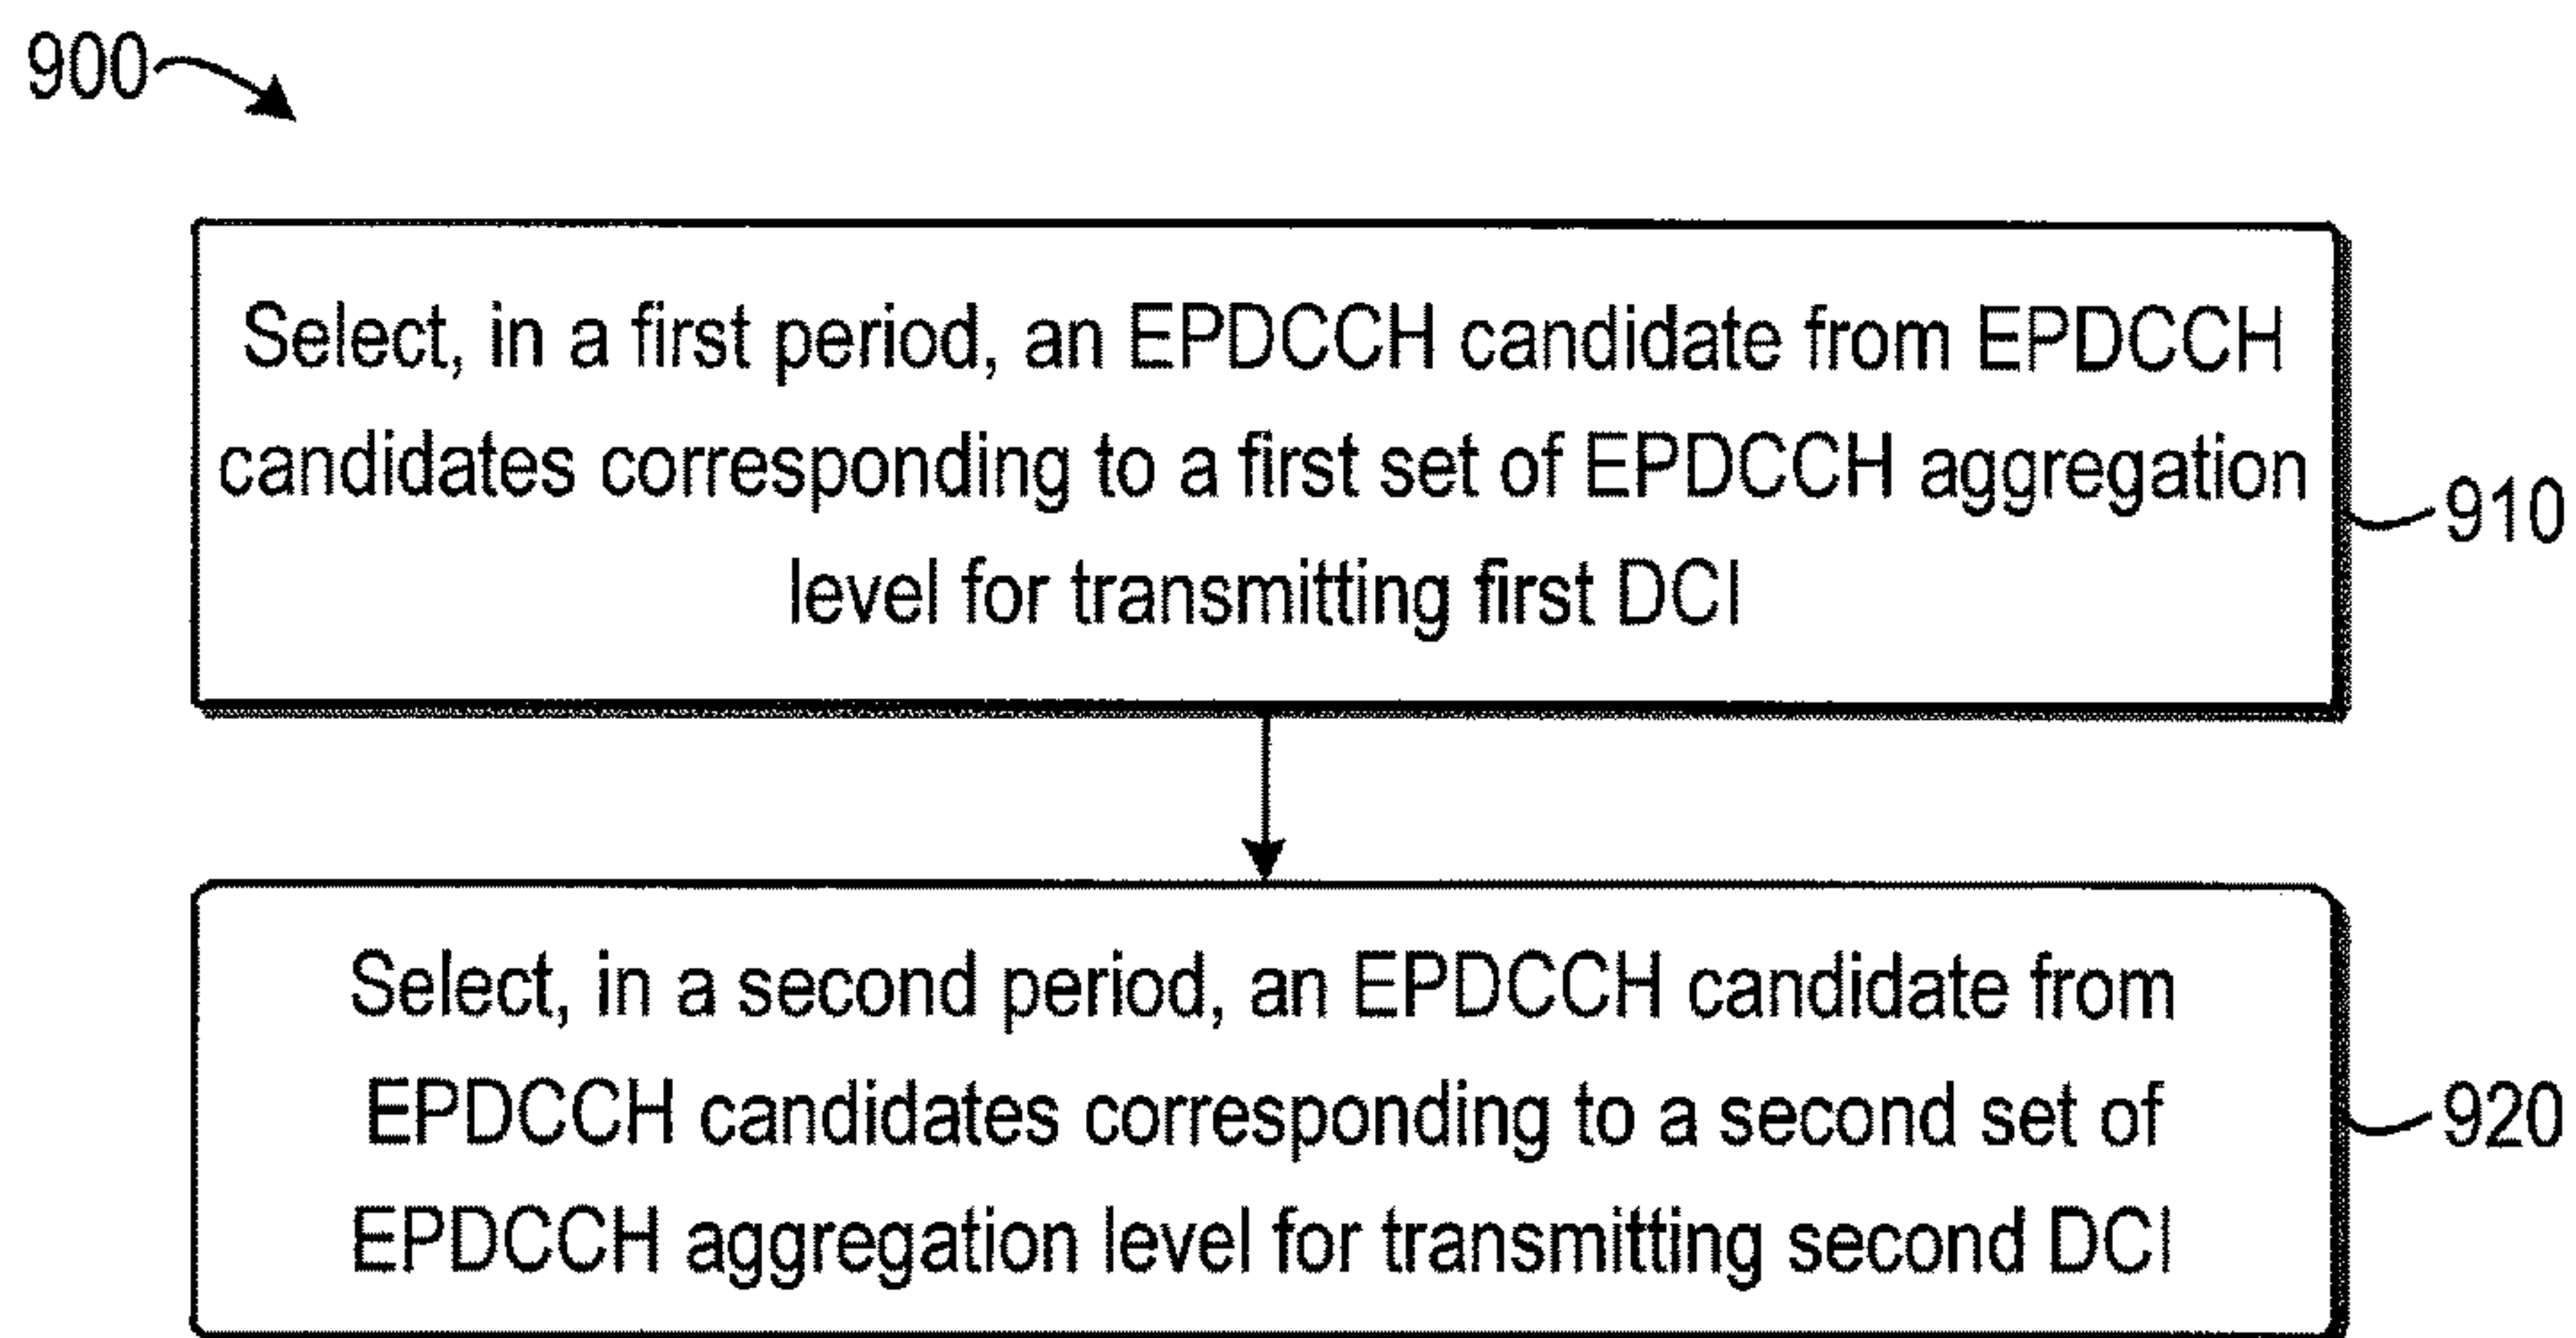 900
Select, in a first period, an EPDCCH candidate from EPDCCH
candidates corresponding to a first set of EPDCCH aggregation
level for transmitting first DCI
910
Select, in a second period, an EPDCCH candidate from
EPDCCH candidates corresponding to a second set of
EPDCCH aggregation level for transmitting second DCI
920